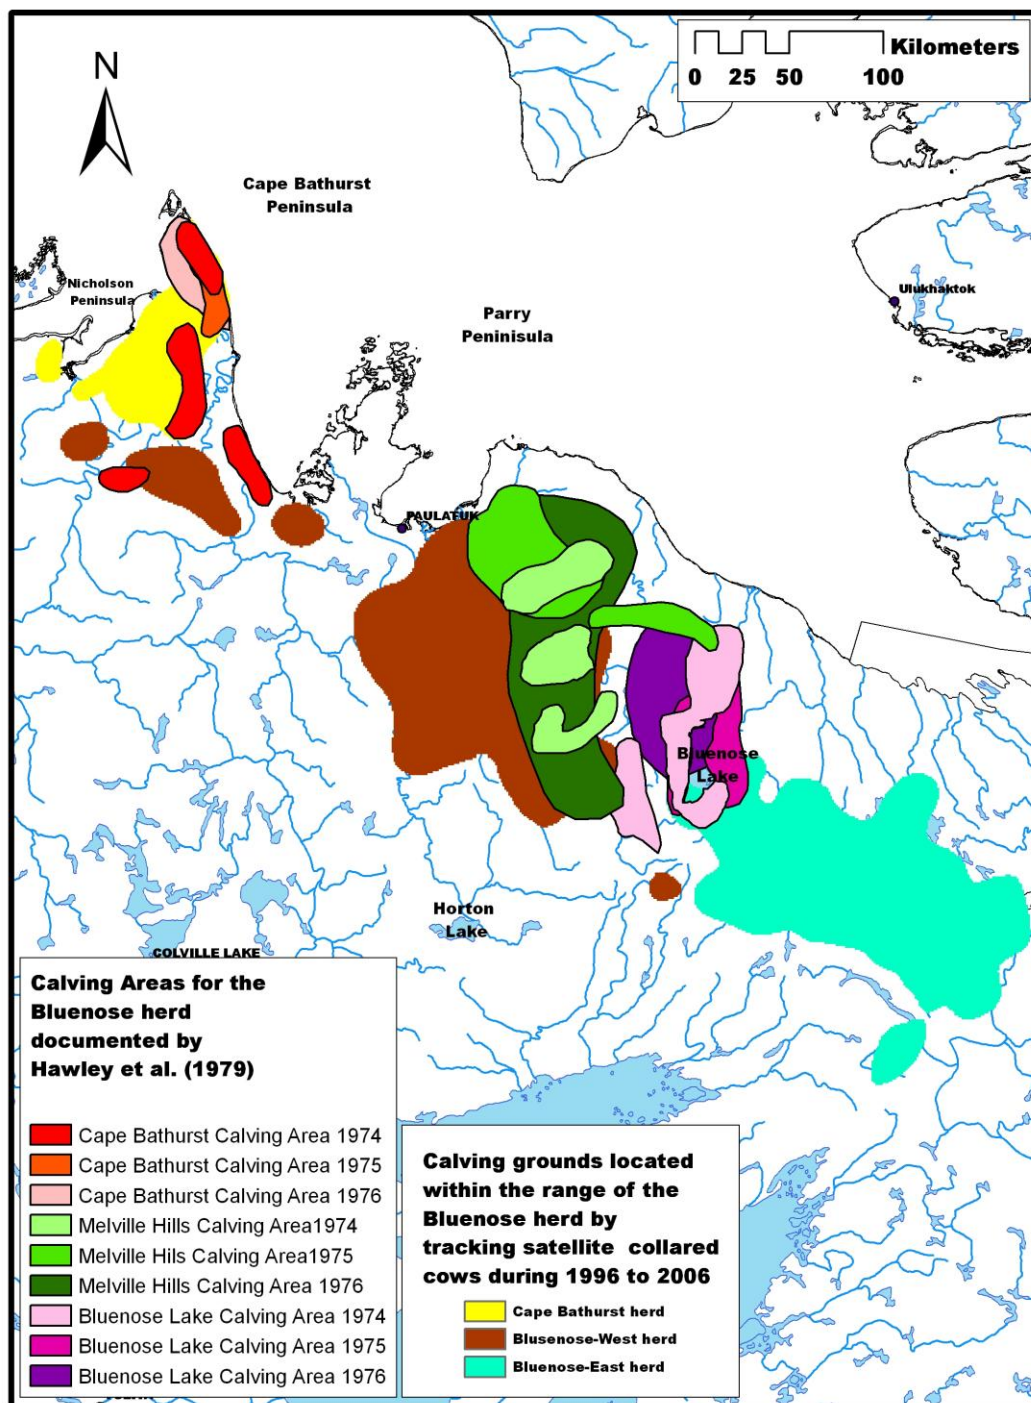 Kilometers
0 25 50 100
N
Cape Bathurst
Peninsula
Nicholson
Peninsula
Ulukhaktok
Parry
Peninisula
PAULATUK
Bluenose
Lake
Horton
Lake
COLVILLE LAKE
Calving Areas for the
Bluenose herd
documented by
Hawley et al. (1979)
Cape Bathurst Calving Area 1974
Cape Bathurst Calving Area 1975
Cape Bathurst Calving Area 1976
Melville Hills Calving Area1974
Melville Hils Calving Area1975
Melville Hills Calving Area 1976
Bluenose Lake Calving Area 1974
Bluenose Lake Calving Area 1975
Bluenose Lake Calving Area 1976
Calving grounds located
within the range of the
Bluenose herd by
tracking satellite collared
cows during 1996 to 2006
Cape Bathurst herd
Blusenose-West herd
Bluenose-East herd